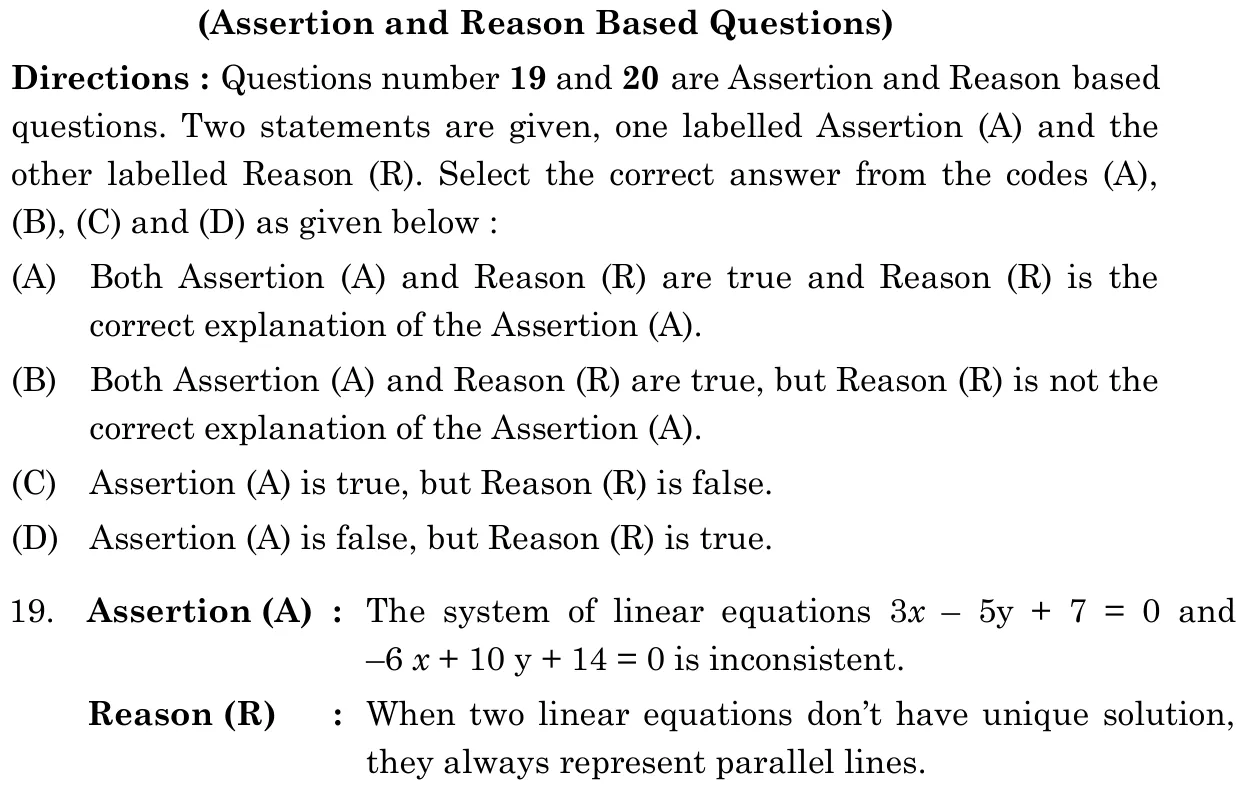 (Assertion and Reason Based Questions)
Directions : Questions number 19 and 20 are Assertion and Reason based
questions. Two statements are given, one labelled Assertion (A) and the
other labelled Reason (R). Select the correct answer from the codes (A),
(B), (C) and (D) as given below :
(A) Both Assertion (A) and Reason (R) are true and Reason (R) is the
correct explanation of the Assertion (A).
(B) Both Assertion (A) and Reason (R) are true, but Reason (R) is not the
correct explanation of the Assertion (A).
(C) Assertion (A) is true, but Reason (R) is false.
(D) Assertion (A) is false, but Reason (R) is true.
19. Assertion (A) : The system of linear equations 3x – 5y + 7 = 0 and
–6 x + 10 y + 14 = 0 is inconsistent.
Reason (R) : When two linear equations don't have unique solution,
they always represent parallel lines.